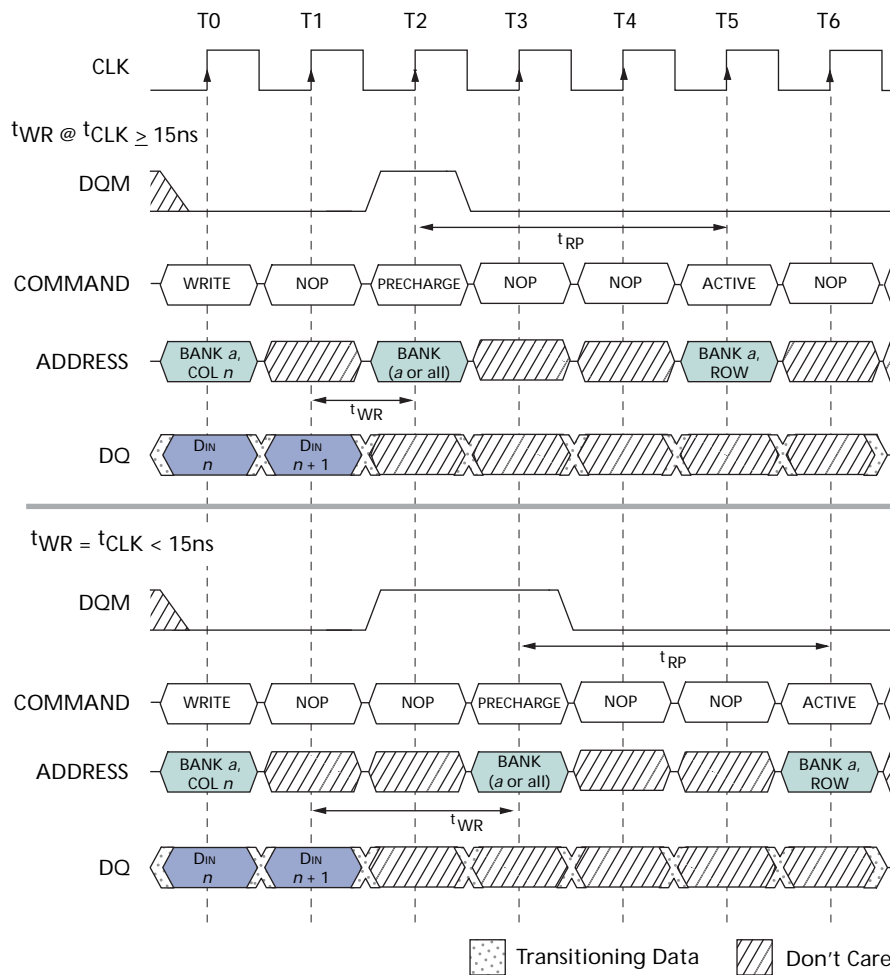 T0 T1 T2 T3 T4 T5 T6
CLK
tWR @ tCLK ≥ 15ns
DQM
tRP
COMMAND WRITE NOP PRECHARGE NOP NOP ACTIVE NOP
ADDRESS BANK a, COL n BANK (a or all) BANK a, ROW
tWR
DQ DIN n DIN n + 1
tWR = tCLK < 15ns
DQM
tRP
COMMAND WRITE NOP NOP PRECHARGE NOP NOP ACTIVE
ADDRESS BANK a, COL n BANK (a or all) BANK a, ROW
tWR
DQ DIN n DIN n + 1
Transitioning Data Don't Care